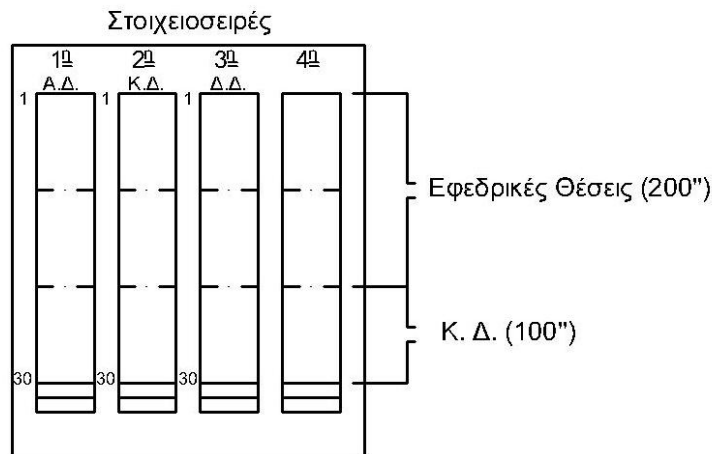 Στοιχειοσειρές
1η 2η 3η 4η
Α.Δ. Κ.Δ. Δ.Δ.
1 1 1
Εφεδρικές Θέσεις (200")
Κ. Δ. (100")
30 30 30